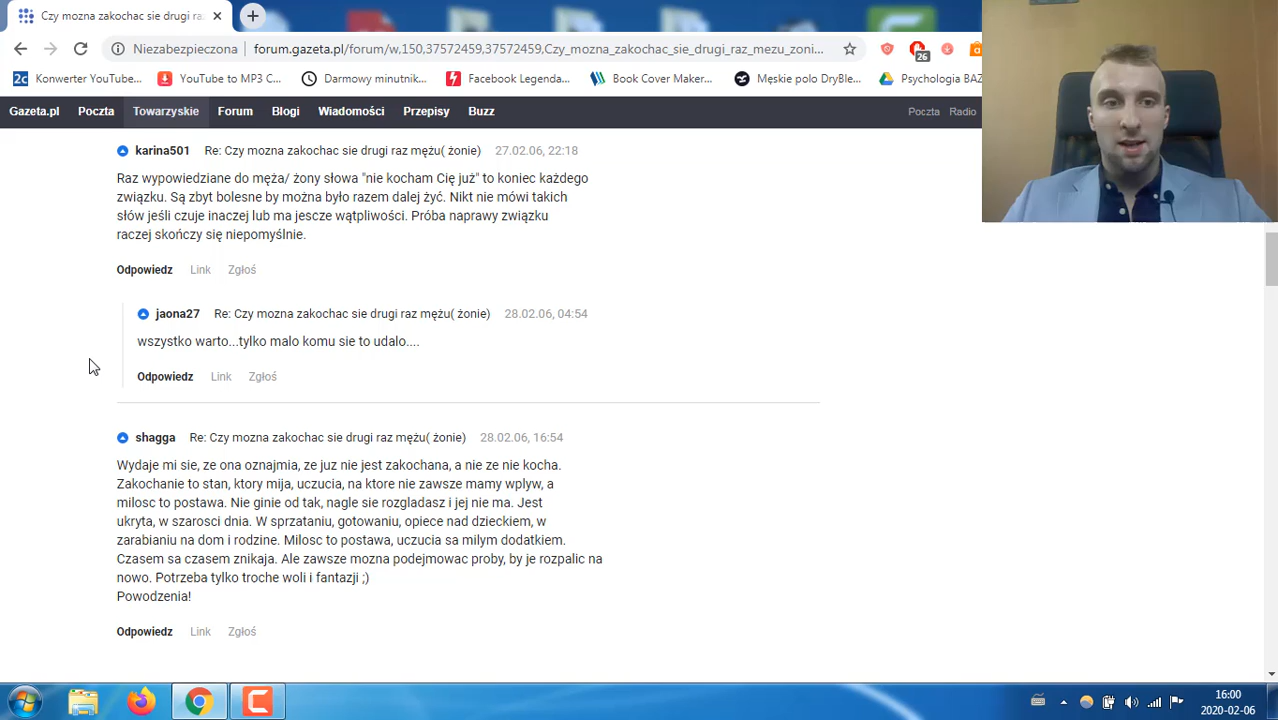 Czy mozna zakochac sie drugi ra
Niezabezpieczona
forum.gazeta.pl/forum/w,150,37572459,37572459,Czy_mozna_zakochac_sie_drugi_raz_mezu_zoni...
26
Konwerter YouTube...
YouTube to MP3 C...
Darmowy minutnik...
Facebook Legenda...
Book Cover Maker...
Męskie polo DryBle...
Psychologia BAZ
Gazeta.pl
Poczta
Towarzyskie
Forum
Blogi
Wiadomości
Przepisy
Buzz
Poczta
Radio
karina501 Re: Czy mozna zakochac sie drugi raz mężu( żonie) 27.02.06, 22:18
Raz wypowiedziane do męża/ żony słowa "nie kocham Cię już" to koniec każdego
związku. Są zbyt bolesne by można było razem dalej żyć. Nikt nie mówi takich
słów jeśli czuje inaczej lub ma jescze wątpliwości. Próba naprawy związku
raczej skończy się niepomyślnie.
Odpowiedz Link Zgłoś
jaona27 Re: Czy mozna zakochac sie drugi raz mężu( żonie) 28.02.06, 04:54
wszystko warto...tylko malo komu sie to udalo....
Odpowiedz Link Zgłoś
shagga Re: Czy mozna zakochac sie drugi raz mężu( żonie) 28.02.06, 16:54
Wydaje mi sie, ze ona oznajmia, ze juz nie jest zakochana, a nie ze nie kocha.
Zakochanie to stan, ktory mija, uczucia, na ktore nie zawsze mamy wplyw, a
milosc to postawa. Nie ginie od tak, nagle sie rozgladasz i jej nie ma. Jest
ukryta, w szarosci dnia. W sprzataniu, gotowaniu, opiece nad dzieckiem, w
zarabianiu na dom i rodzine. Milosc to postawa, uczucia sa milym dodatkiem.
Czasem sa czasem znikaja. Ale zawsze mozna podejmowac proby, by je rozpalic na
nowo. Potrzeba tylko troche woli i fantazji ;)
Powodzenia!
Odpowiedz Link Zgłoś
16:00
2020-02-06